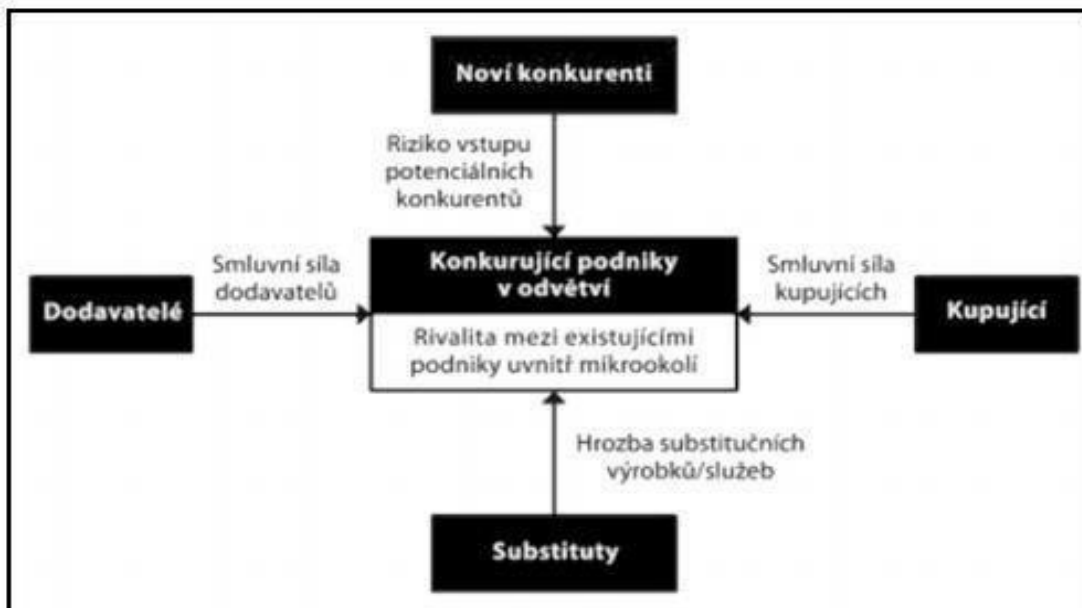 Noví konkurenti
Riziko vstupu
potenciálních
konkurentů
Konkurující podniky
v odvětví
Rivalita mezi existujícími
podniky uvnitř mikrookolí
Smluvní síla
dodavatelů
Dodavatelé
Smluvní síla
kupujících
Kupující
Hrozba substitučních
výrobků/služeb
Substituty